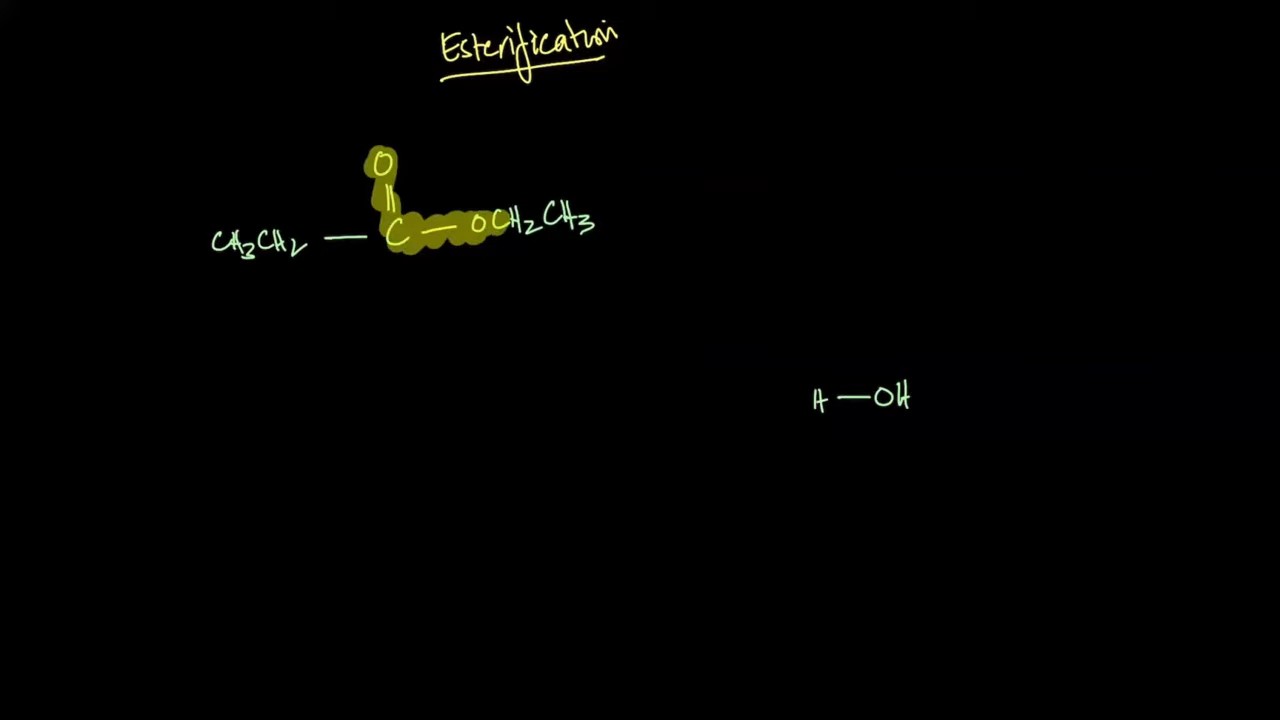 Esterification
O
||
CH₃CH₂ — C — OCH₂CH₃
H — OH